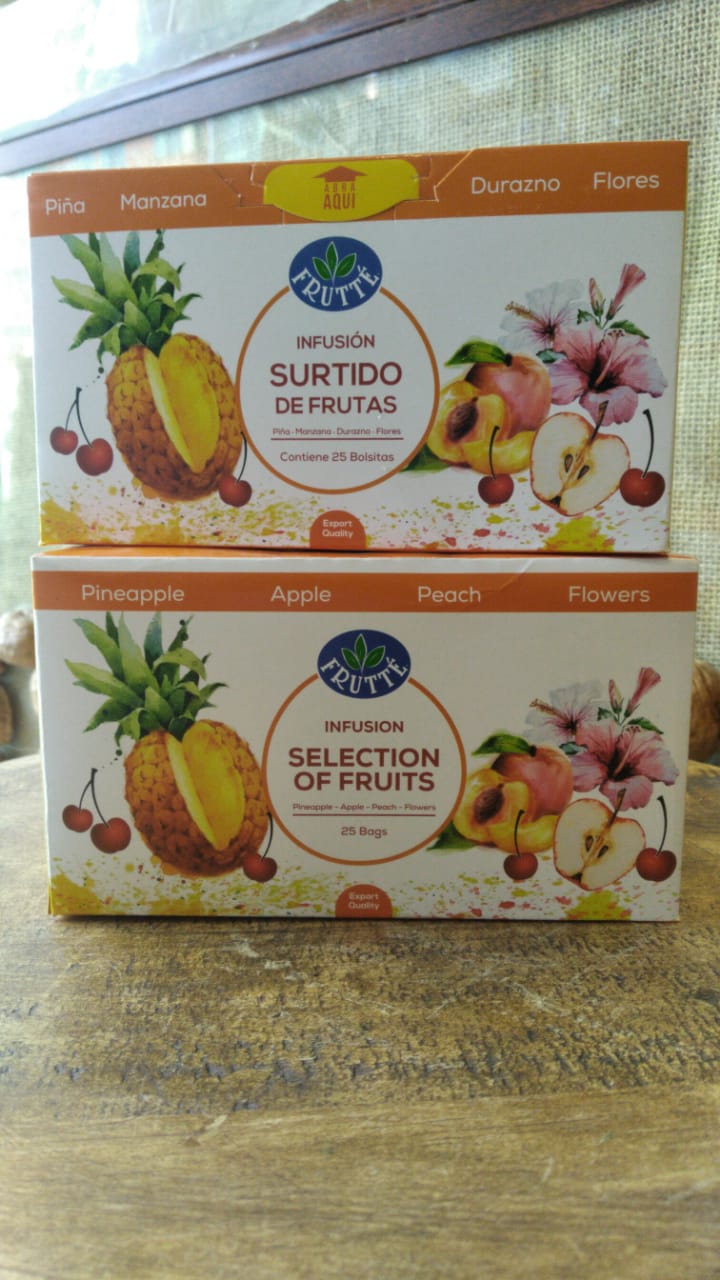 Piña Manzana Durazno Flores
ABRA
AQUI
FRUTTÉ
INFUSIÓN
SURTIDO
DE FRUTAS
Piña - Manzana - Durazno - Flores
Contiene 25 Bolsitas
Export
Quality
Pineapple Apple Peach Flowers
FRUTTÉ
INFUSION
SELECTION
OF FRUITS
Pineapple - Apple - Peach - Flowers
25 Bags
Export
Quality